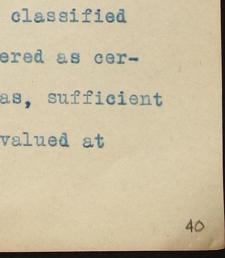 classified
ered as cer-
as, sufficient
valued at
40